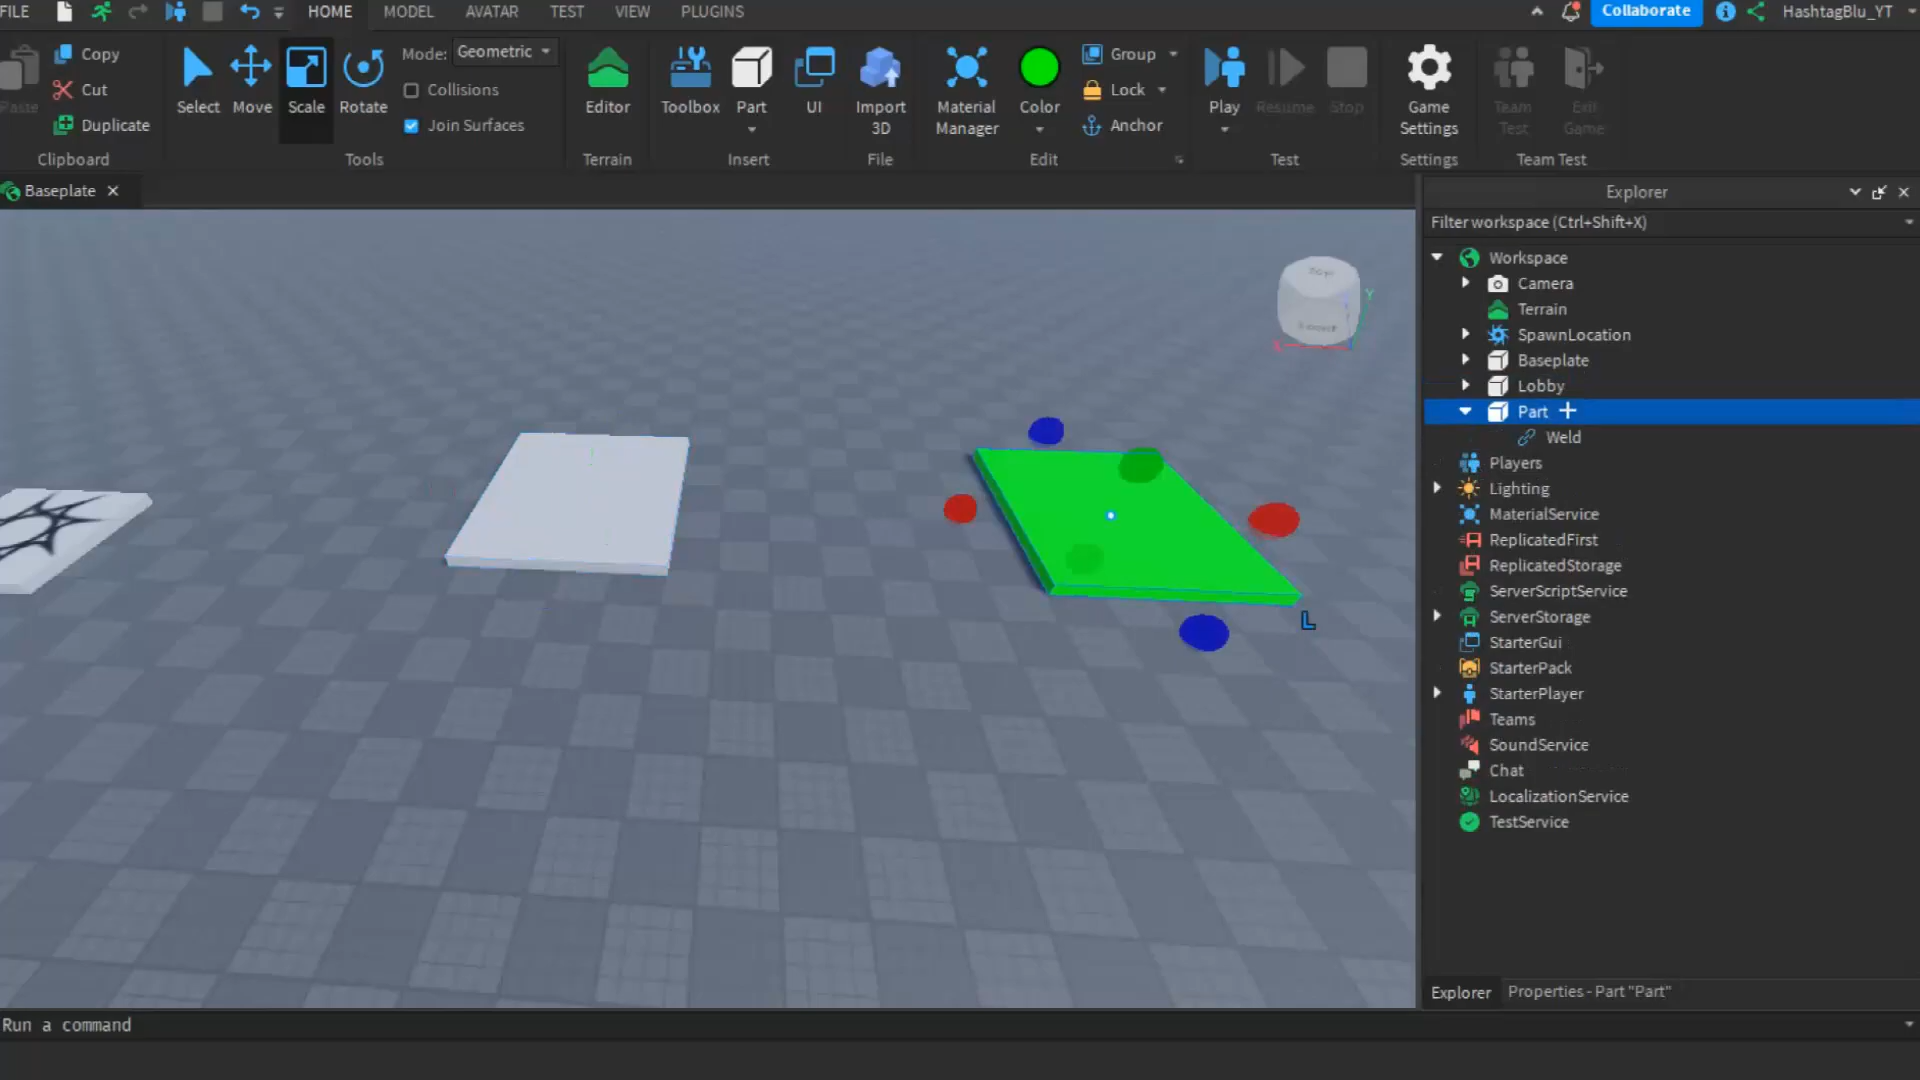 FILE HOME MODEL AVATAR TEST VIEW PLUGINS Collaborate HashtagBlu_YT
Copy
Cut
Paste
Duplicate
Clipboard
Select Move Scale Rotate
Mode: Geometric
Collisions
Join Surfaces
Tools
Editor
Terrain
Toolbox Part UI
Insert
Import
3D
File
Material
Manager
Color
Group
Lock
Anchor
Edit
Play Resume Stop
Test
Game
Settings
Settings
Team
Test
Exit
Game
Team Test
Baseplate
Explorer
Filter workspace (Ctrl+Shift+X)
Workspace
Camera
Terrain
SpawnLocation
Baseplate
Lobby
Part
Weld
Players
Lighting
MaterialService
ReplicatedFirst
ReplicatedStorage
ServerScriptService
ServerStorage
StarterGui
StarterPack
StarterPlayer
Teams
SoundService
Chat
LocalizationService
TestService
Y
X
L
Explorer Properties - Part "Part"
Run a command